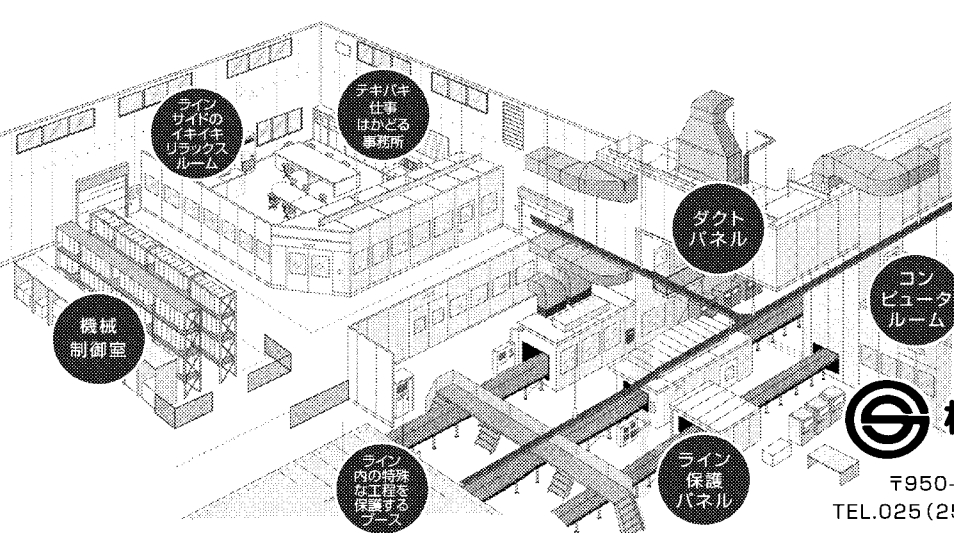 ライン
サイドの
イキイキ
リラックス
ルーム
テキパキ
仕事
はかどる
事務所
ダクト
パネル
コン
ピュータ
ルーム
機械
制御室
ライン
内の特殊
な工程を
保護する
ブース
ライン
保護
パネル
〒950-
TEL.025(25